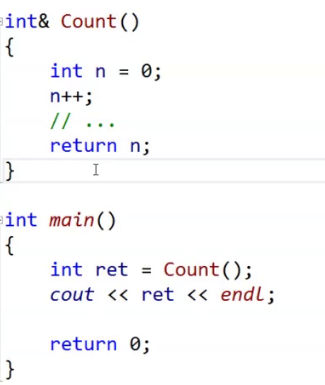 int& Count()
{
    int n = 0;
    n++;
    // ...
    return n;
}
int main()
{
    int ret = Count();
    cout << ret << endl;
    return 0;
}